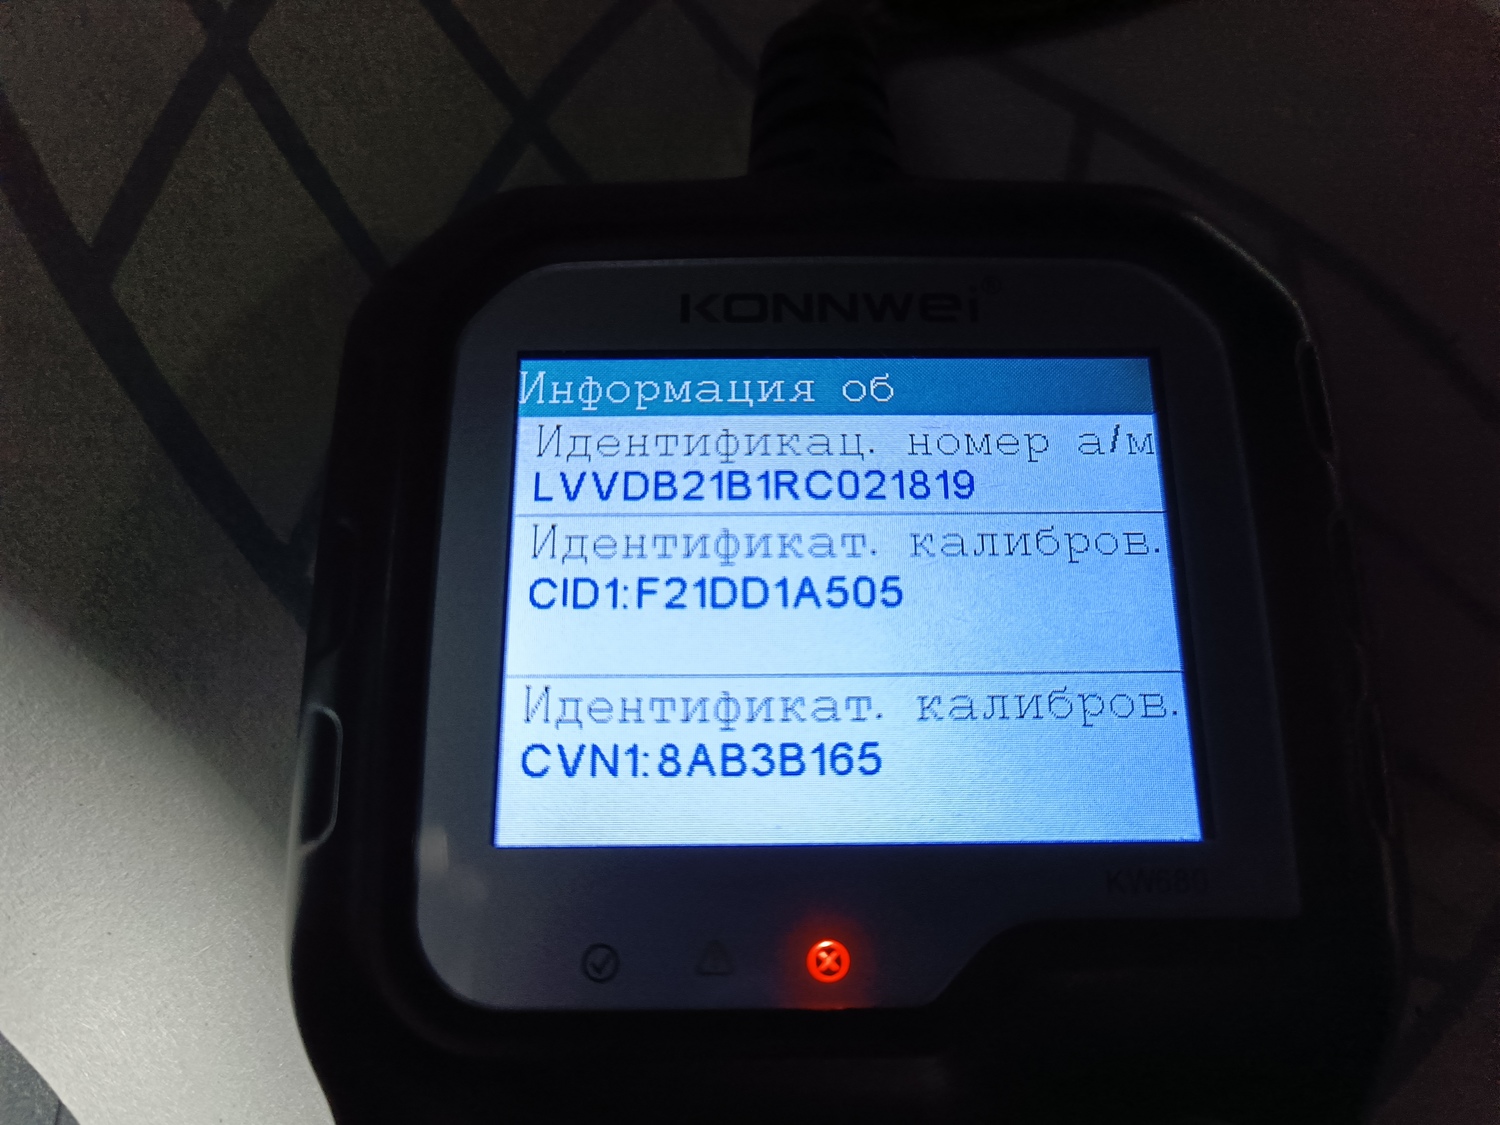 KONNWEI®
Информация об
Идентификац. номер а/м
LVVDB21B1RC021819
Идентификат. калибров.
CID1:F21DD1A505
Идентификат. калибров.
CVN1:8AB3B165